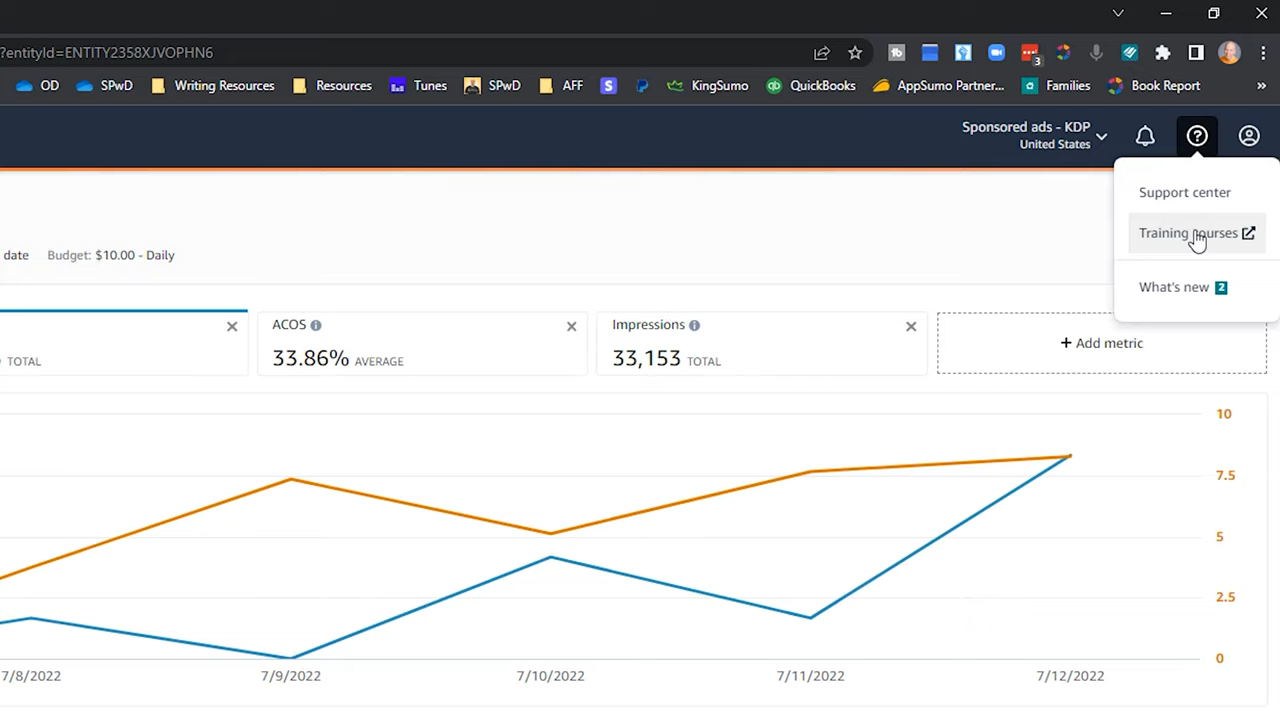 ?entityId=ENTITY2358XJVOPHN6
fb
3
OD
SPwD
Writing Resources
Resources
Tunes
SPwD
AFF
S
KingSumo
qb
QuickBooks
AppSumo Partner...
Families
Book Report
»
Sponsored ads - KDP
United States
Support center
Training courses
What's new 2
date
Budget: $10.00 - Daily
TOTAL
ACOS
33.86% AVERAGE
Impressions
33,153 TOTAL
+ Add metric
10
7.5
5
2.5
0
7/8/2022
7/9/2022
7/10/2022
7/11/2022
7/12/2022